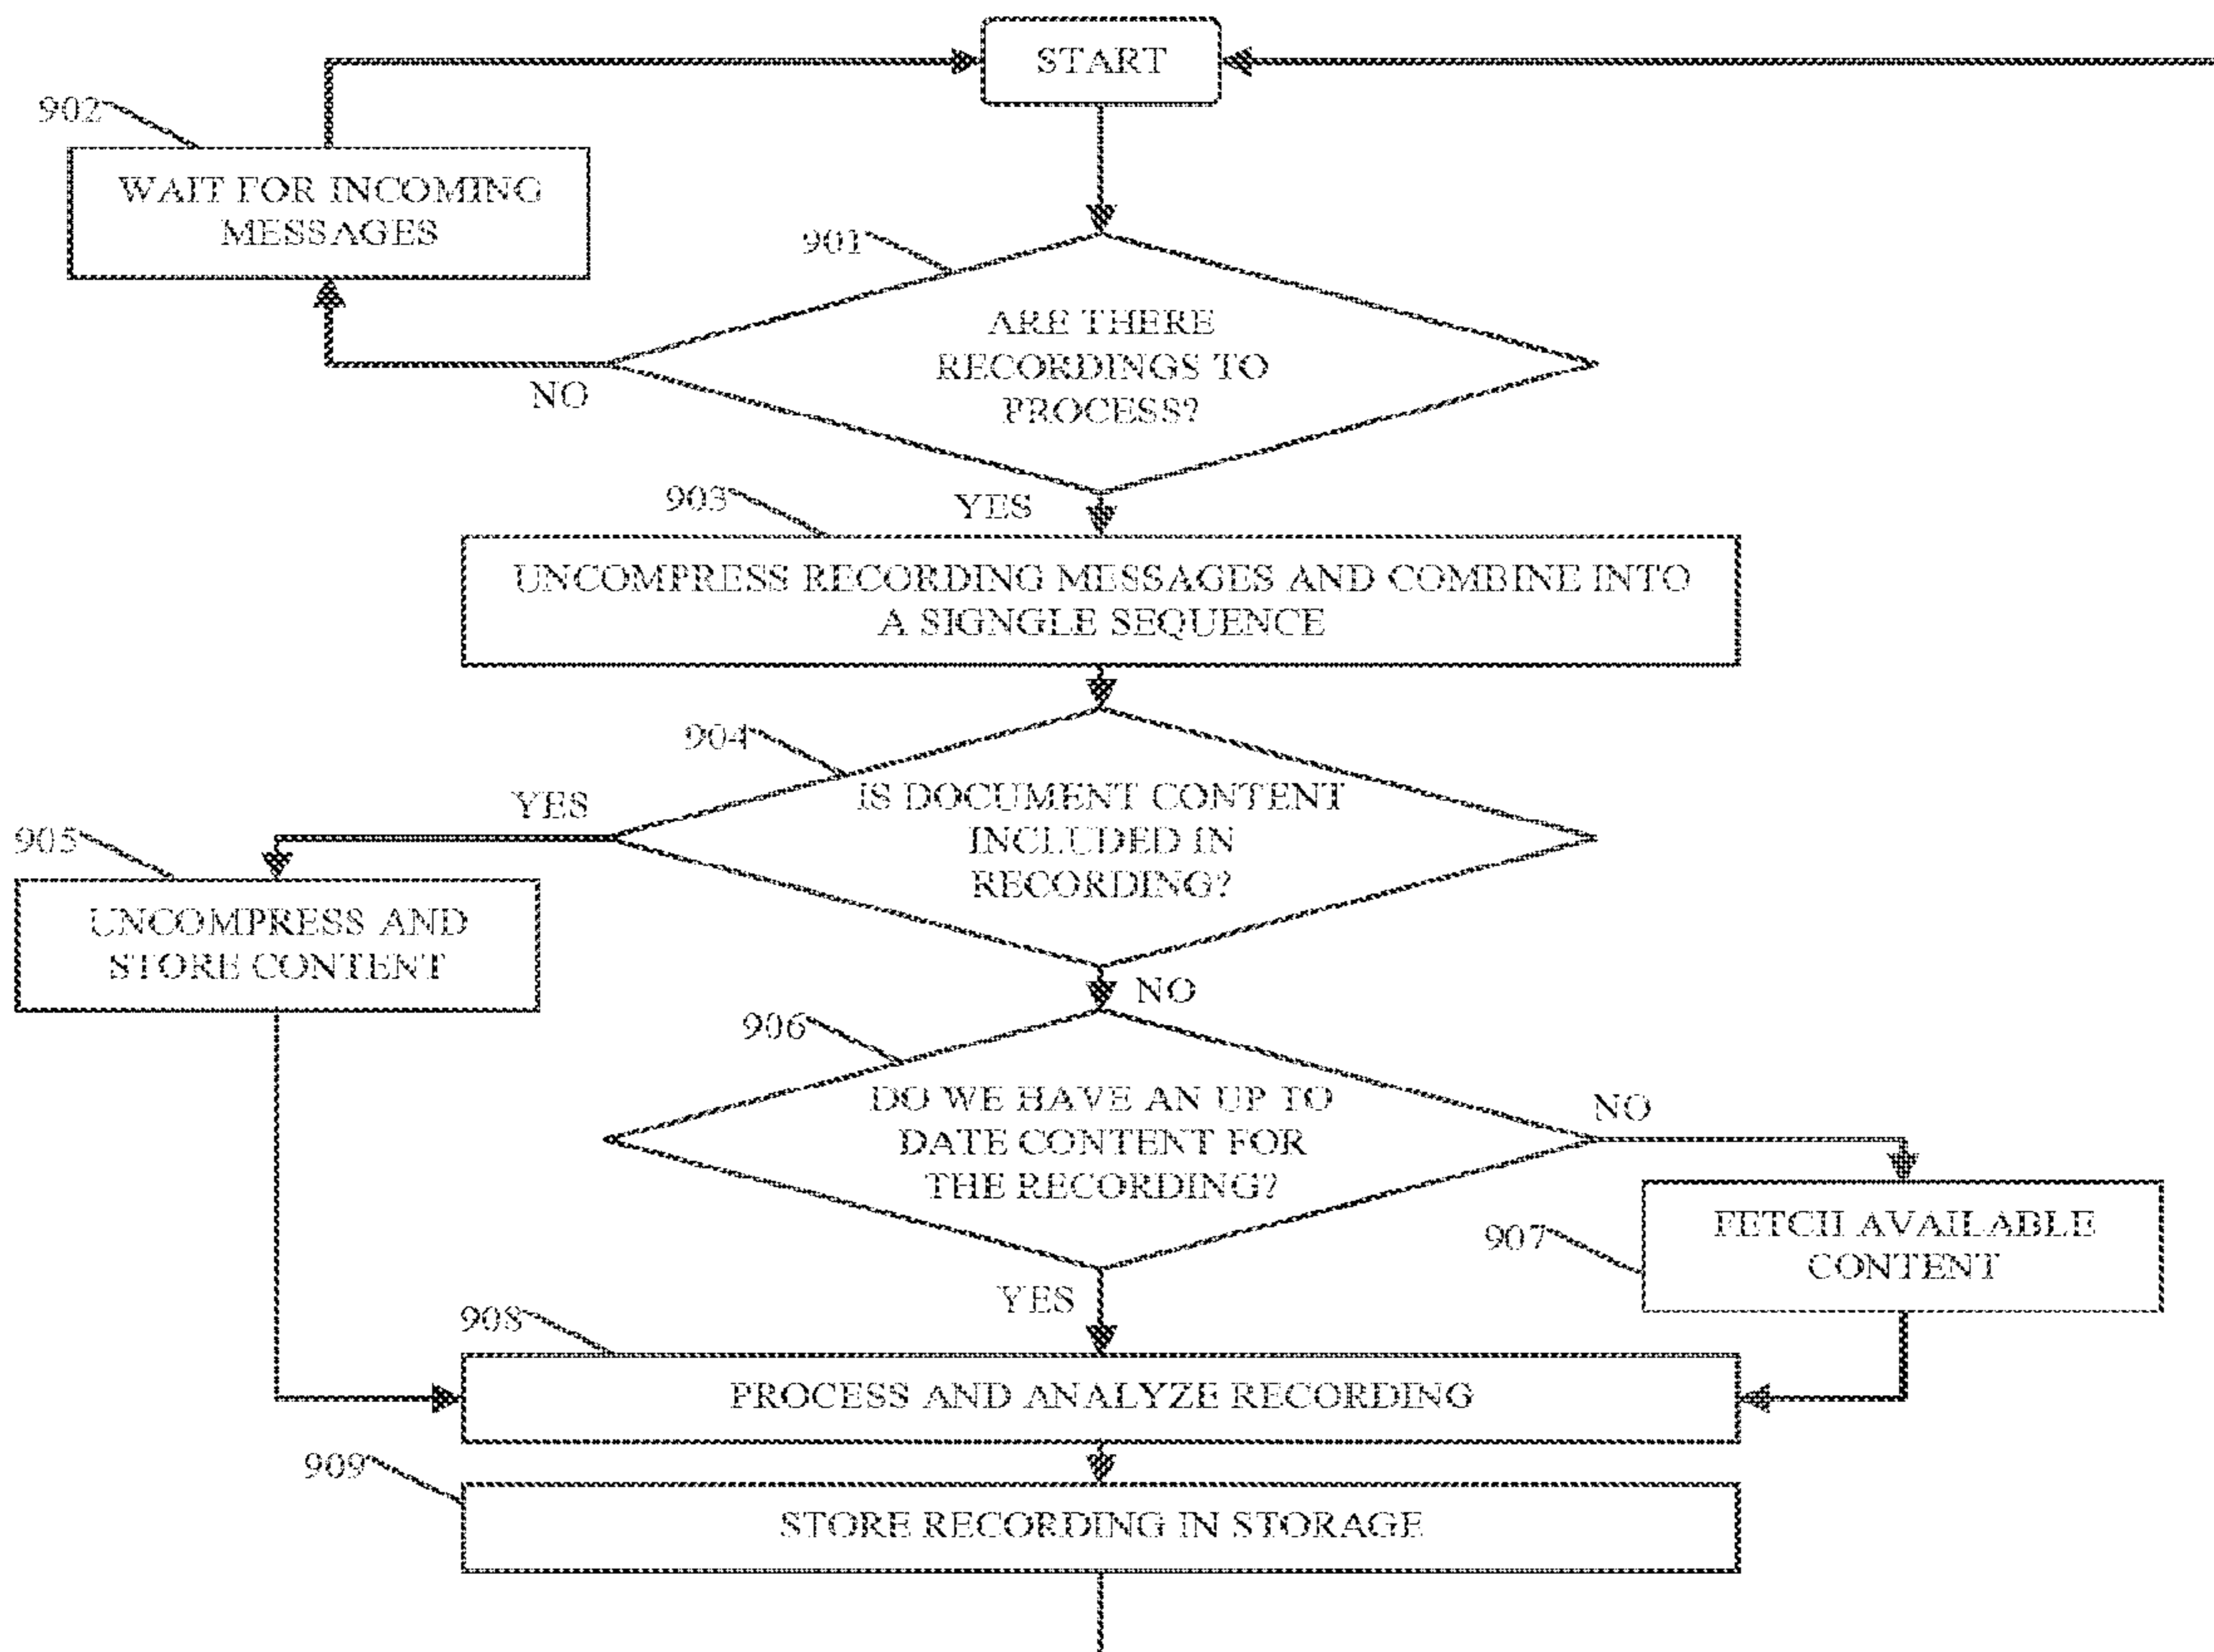 START
902
WAIT FOR INCOMING
MESSAGES
901
ARE THERE
RECORDINGS TO
PROCESS?
NO
903
YES
UNCOMPRESS RECORDING MESSAGES AND COMBINE INTO
A SIGNGLE SEQUENCE
904
IS DOCUMENT CONTENT
INCLUDED IN
RECORDING?
YES
905
UNCOMPRESS AND
STORE CONTENT
NO
906
DO WE HAVE AN UP TO
DATE CONTENT FOR
THE RECORDING?
NO
907
FETCH AVAILABLE
CONTENT
YES
908
PROCESS AND ANALYZE RECORDING
909
STORE RECORDING IN STORAGE